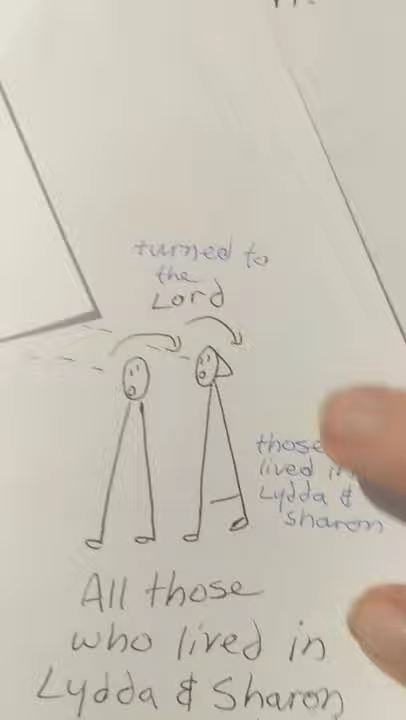 turned to
the
Lord
those
lived
Lydda &
Sharon
All those
who lived in
Lydda & Sharon